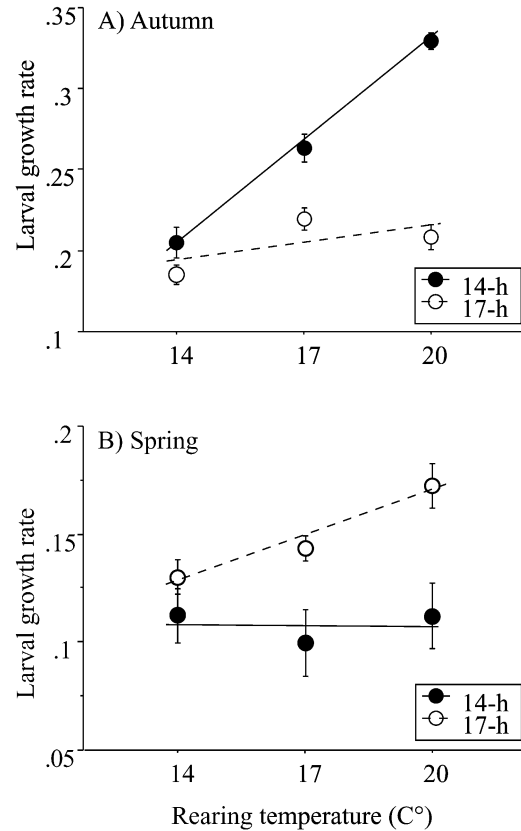 A) Autumn
Larval growth rate
.35
.3
.25
.2
.1
14
17
20
14-h
17-h
B) Spring
Larval growth rate
.2
.15
.1
.05
14
17
20
14-h
17-h
Rearing temperature (C°)